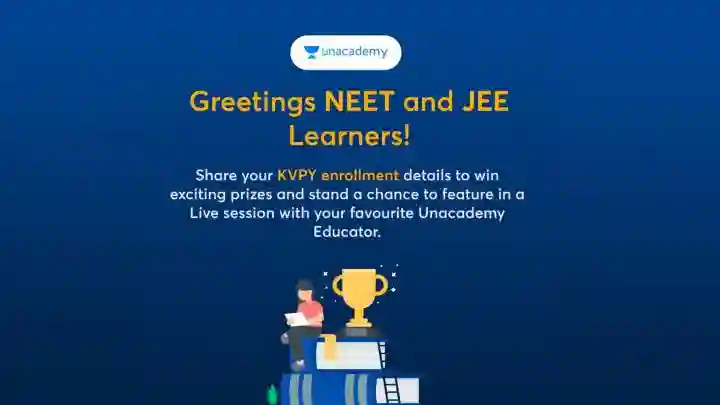 unacademy
Greetings NEET and JEE
Learners!
Share your KVPY enrollment details to win
exciting prizes and stand a chance to feature in a
Live session with your favourite Unacademy
Educator.